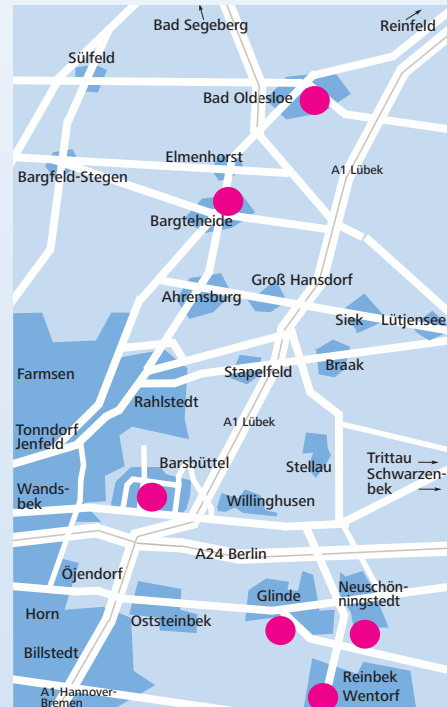 Bad Segeberg
Reinfeld
Sülfeld
Bad Oldesloe
Elmenhorst
A1 Lübek
Bargfeld-Stegen
Bargteheide
Groß Hansdorf
Ahrensburg
Siek
Lütjensee
Farmsen
Stapelfeld
Braak
Rahlstedt
A1 Lübek
Tonndorf
Jenfeld
Barsbüttel
Stellau
Trittau
Schwarzen-
bek
Wands-
bek
Willinghusen
A24 Berlin
Öjendorf
Glinde
Neuschön-
ningstedt
Horn
Oststeinbek
Billstedt
Reinbek
Wentorf
A1 Hannover-
Bremen